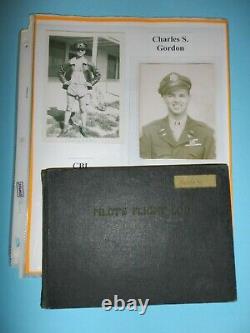 Charles S.
Gordon
CBI
PILOT'S FLIGHT LOG